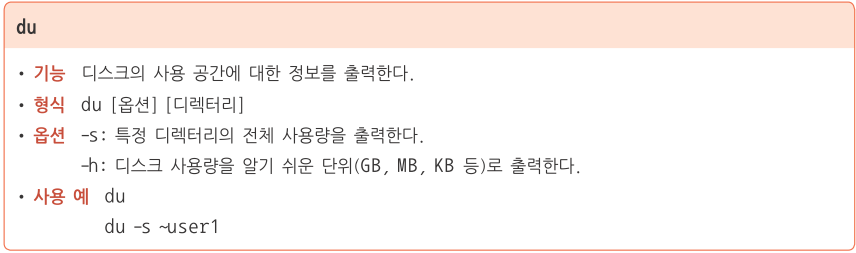 du
• 기능 디스크의 사용 공간에 대한 정보를 출력한다.
• 형식 du [옵션] [디렉터리]
• 옵션 -s: 특정 디렉터리의 전체 사용량을 출력한다.
-h: 디스크 사용량을 알기 쉬운 단위(GB, MB, KB 등)로 출력한다.
• 사용 예 du
du -s ~user1